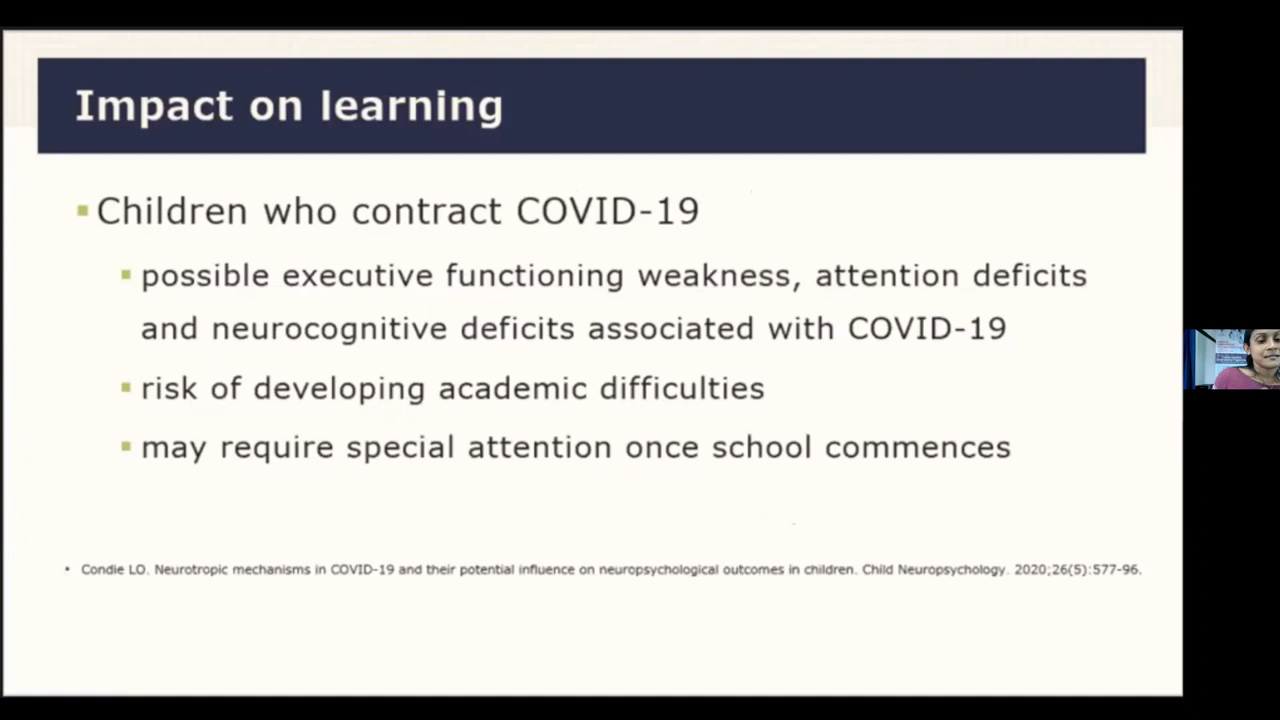 Impact on learning
▪ Children who contract COVID-19
▪ possible executive functioning weakness, attention deficits
and neurocognitive deficits associated with COVID-19
▪ risk of developing academic difficulties
▪ may require special attention once school commences
• Condie LO. Neurotropic mechanisms in COVID-19 and their potential influence on neuropsychological outcomes in children. Child Neuropsychology. 2020;26(5):577-96.